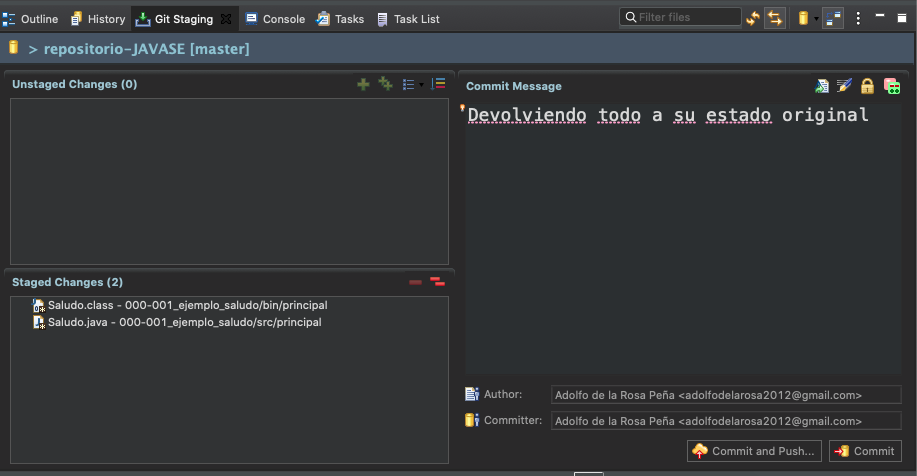 Outline History Git Staging Console Tasks Task List Filter files
> repositorio-JAVASE [master]
Unstaged Changes (0)
Commit Message
Devolviendo todo a su estado original
Staged Changes (2)
Saludo.class - 000-001_ejemplo_saludo/bin/principal
Saludo.java - 000-001_ejemplo_saludo/src/principal
Author: Adolfo de la Rosa Peña <adolfodelarosa2012@gmail.com>
Committer: Adolfo de la Rosa Peña <adolfodelarosa2012@gmail.com>
Commit and Push... Commit